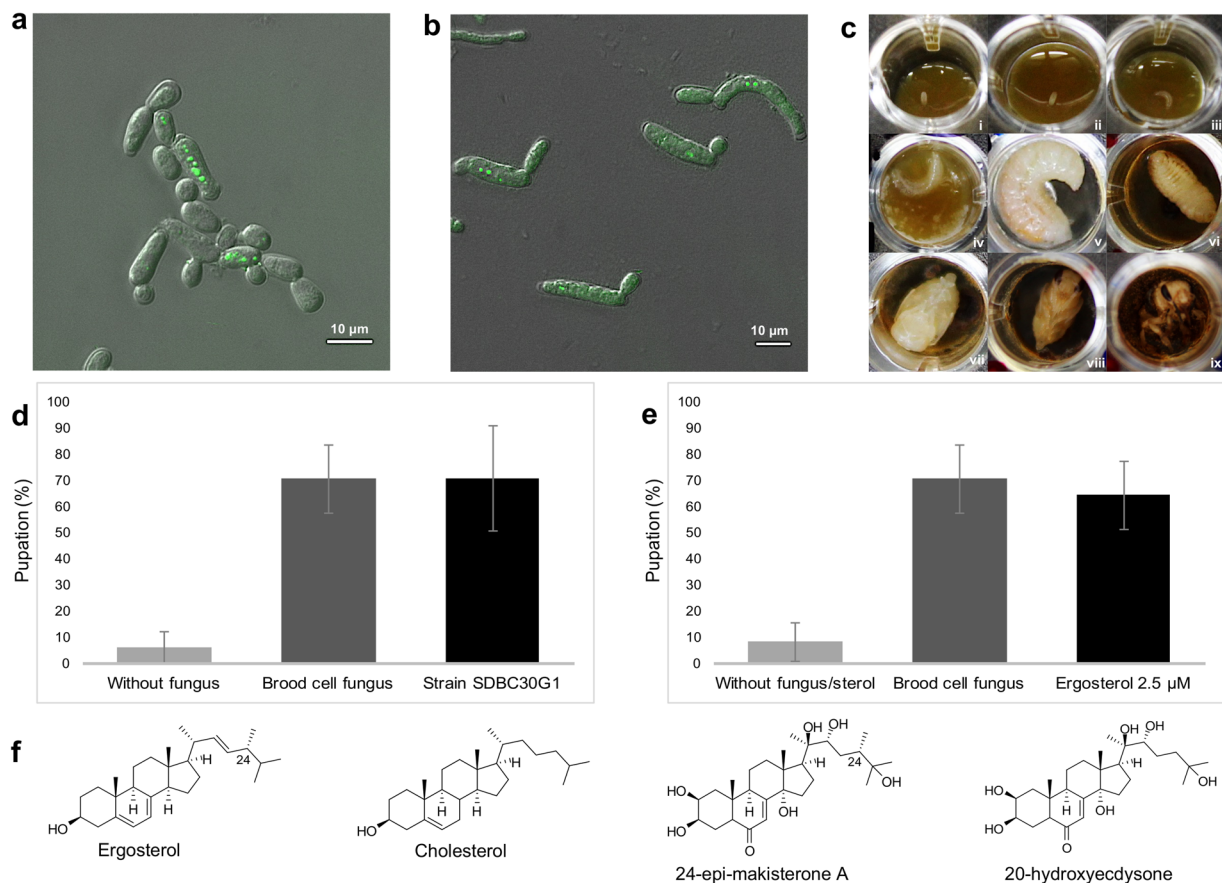 a
b
c
10 µm
10 µm
i
ii
iii
iv
v
vi
vii
viii
ix
d
100
90
80
70
60
50
40
30
20
10
0
Pupation (%)
Without fungus
Brood cell fungus
Strain SDBC30G1
e
100
90
80
70
60
50
40
30
20
10
0
Pupation (%)
Without fungus/sterol
Brood cell fungus
Ergosterol 2.5 µM
f
24
H
H
H
HO
Ergosterol
H
H
H
HO
Cholesterol
OH
OH
24
OH
H
H
OH
HO
HO
O
24-epi-makisterone A
OH
OH
OH
H
H
OH
HO
HO
O
20-hydroxyecdysone